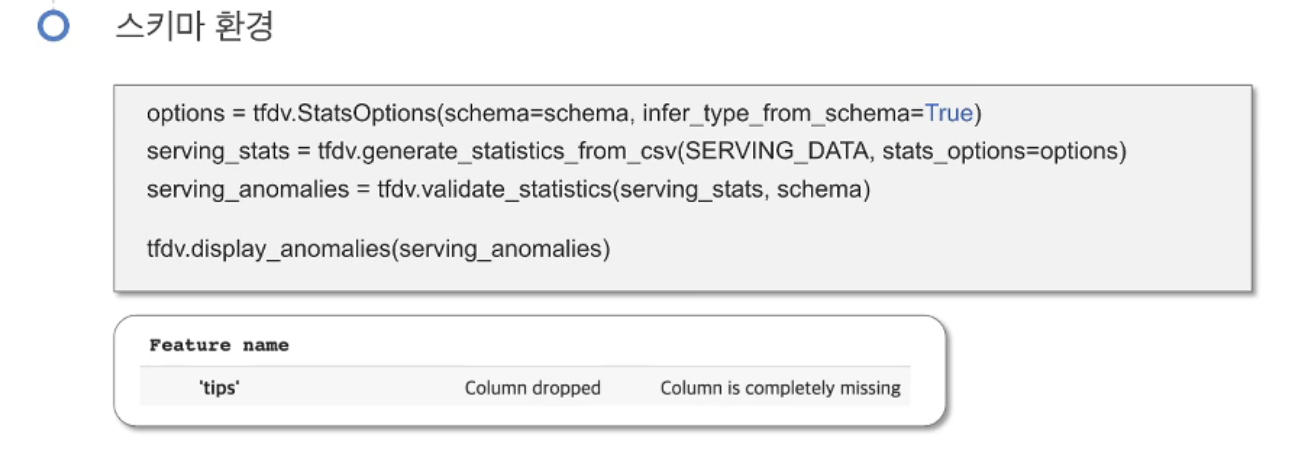 스키마 환경
options = tfdv.StatsOptions(schema=schema, infer_type_from_schema=True)
serving_stats = tfdv.generate_statistics_from_csv(SERVING_DATA, stats_options=options)
serving_anomalies = tfdv.validate_statistics(serving_stats, schema)
tfdv.display_anomalies(serving_anomalies)
Feature name
'tips' Column dropped Column is completely missing